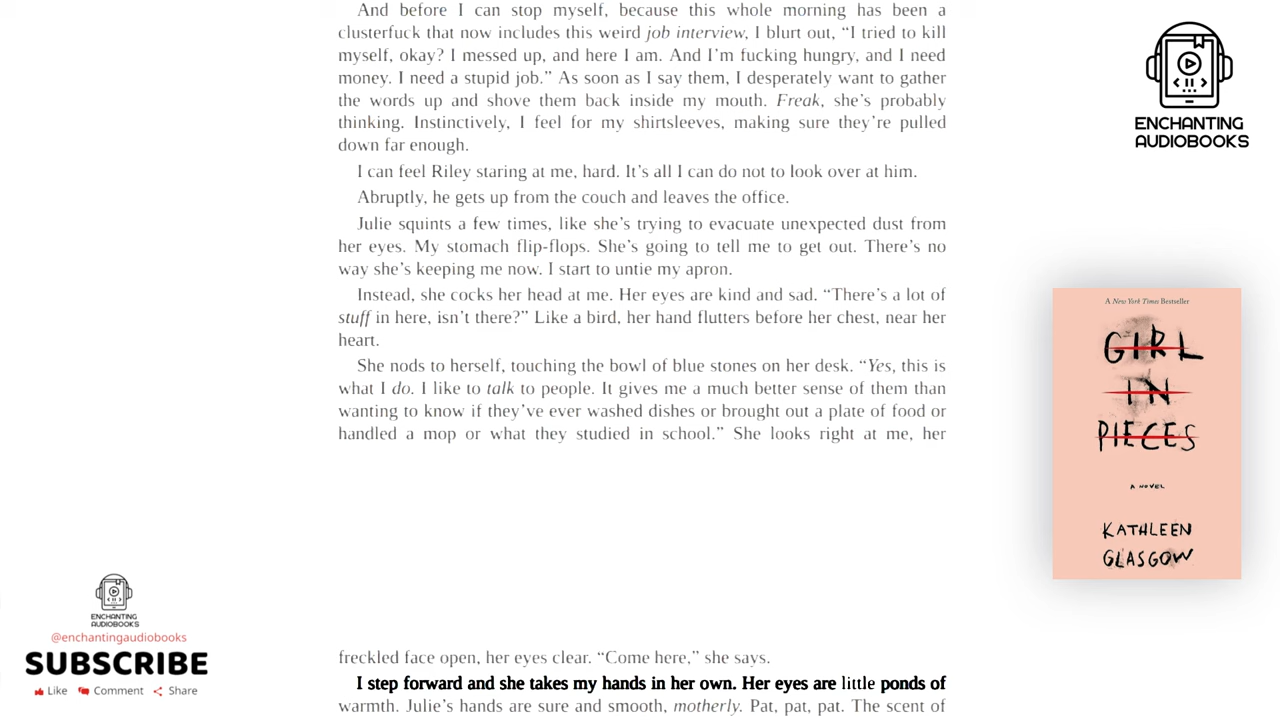 And before I can stop myself, because this whole morning has been a
clusterfuck that now includes this weird job interview, I blurt out, “I tried to kill
myself, okay? I messed up, and here I am. And I’m fucking hungry, and I need
money. I need a stupid job.” As soon as I say them, I desperately want to gather
the words up and shove them back inside my mouth. Freak, she’s probably
thinking. Instinctively, I feel for my shirtsleeves, making sure they’re pulled
down far enough.
I can feel Riley staring at me, hard. It’s all I can do not to look over at him.
Abruptly, he gets up from the couch and leaves the office.
Julie squints a few times, like she’s trying to evacuate unexpected dust from
her eyes. My stomach flip-flops. She’s going to tell me to get out. There’s no
way she’s keeping me now. I start to untie my apron.
Instead, she cocks her head at me. Her eyes are kind and sad. “There’s a lot of
stuff in here, isn’t there?” Like a bird, her hand flutters before her chest, near her
heart.
She nods to herself, touching the bowl of blue stones on her desk. “Yes, this is
what I do. I like to talk to people. It gives me a much better sense of them than
wanting to know if they’ve ever washed dishes or brought out a plate of food or
handled a mop or what they studied in school.” She looks right at me, her
freckled face open, her eyes clear. “Come here,” she says.
I step forward and she takes my hands in her own. Her eyes are little ponds of
warmth. Julie’s hands are sure and smooth, motherly. Pat, pat, pat. The scent of
ENCHANTING
AUDIOBOOKS
A New York Times Bestseller
GIRL
IN
PIECES
A NOVEL
KATHLEEN
GLASGOW
ENCHANTING
AUDIOBOOKS
@enchantingaudiobooks
SUBSCRIBE
Like Comment Share